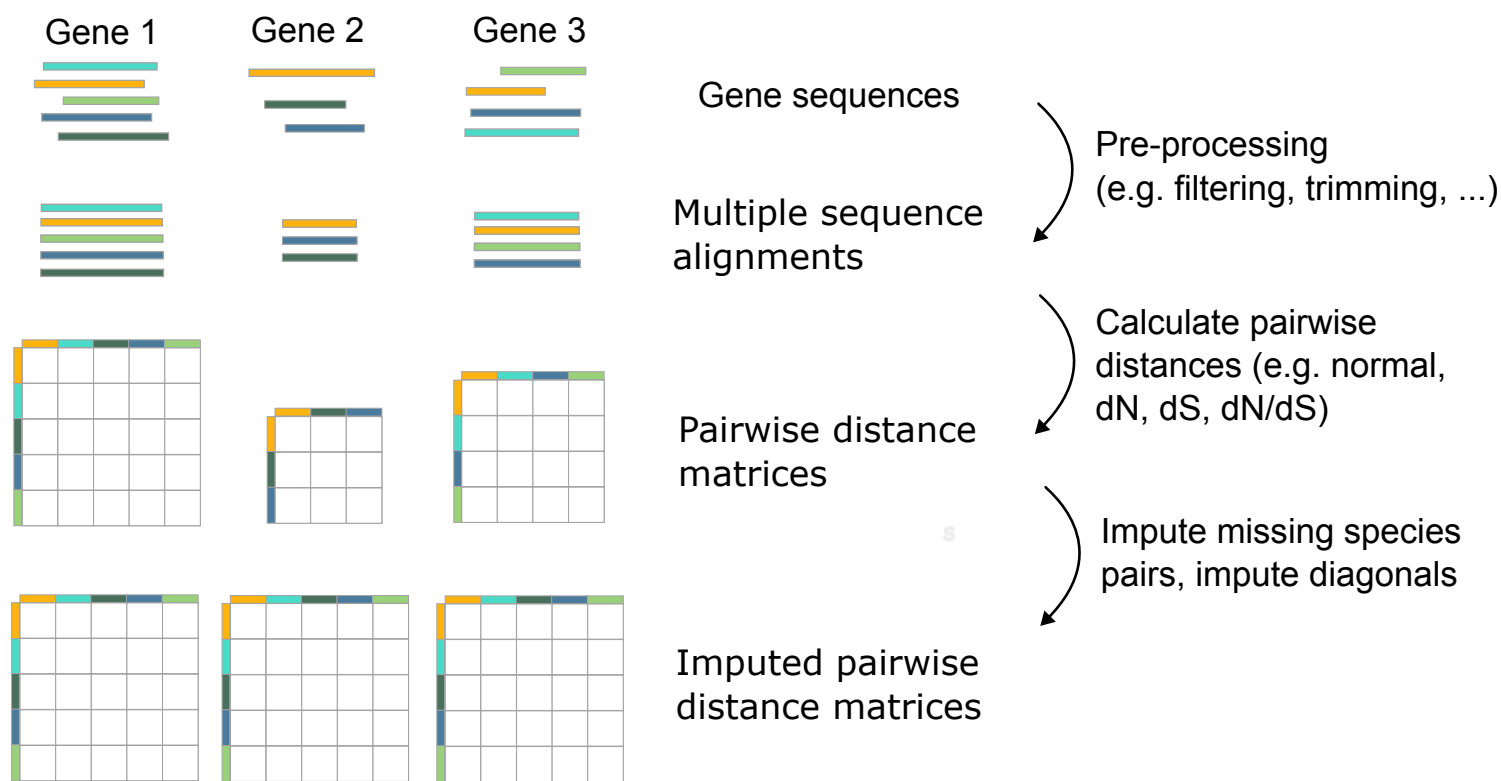 Gene 1
Gene 2
Gene 3
Gene sequences
Pre-processing
(e.g. filtering, trimming, ...)
Multiple sequence
alignments
Calculate pairwise
distances (e.g. normal,
dN, dS, dN/dS)
Pairwise distance
matrices
s
Impute missing species
pairs, impute diagonals
Imputed pairwise
distance matrices